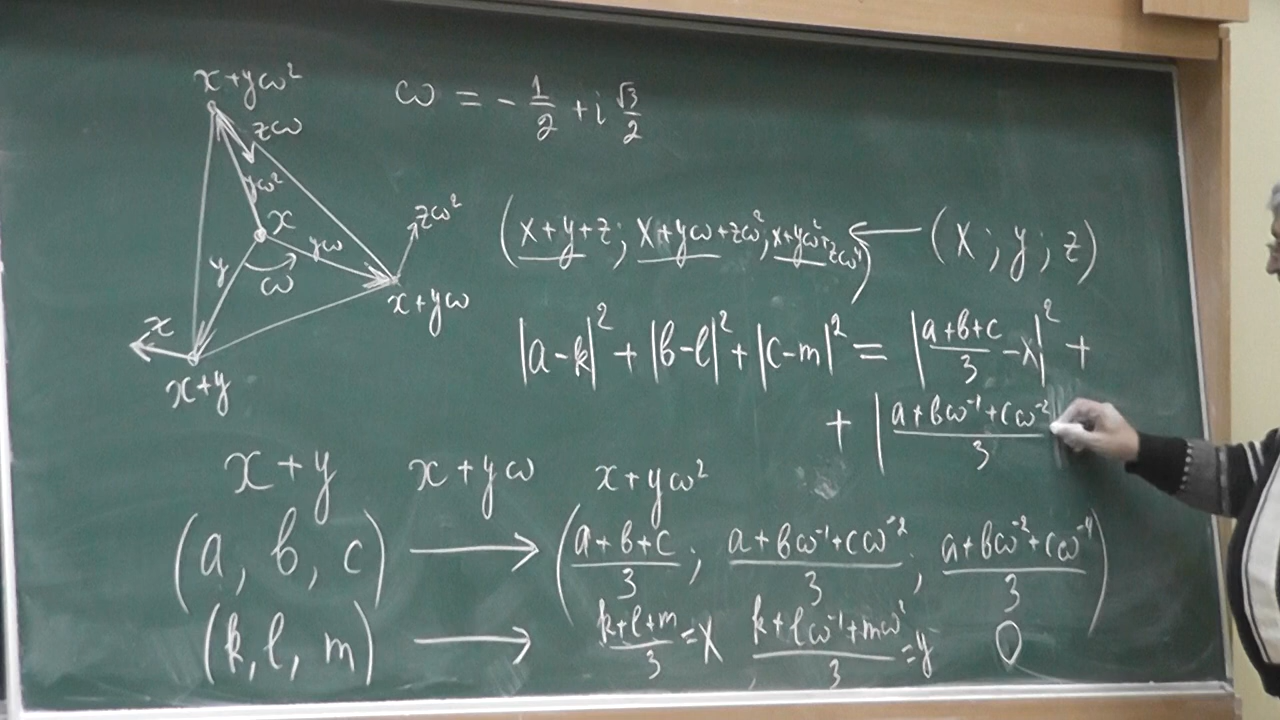 x+yω²
ω = -1/2 + i √3/2
zω
yω²
x
yω
zω²
y
ω
x+yω
z
x+y
(x+y+z; x+yω+zω²; x+yω²+zω⁴) ← (x; y; z)
|a-k|² + |b-l|² + |c-m|² = |(a+b+c)/3 - x|² +
+ |(a+bω⁻¹+cω⁻²)/3
x+y x+yω x+yω²
(a, b, c) → ((a+b+c)/3; (a+bω⁻¹+cω⁻²)/3; (a+bω⁻²+cω⁻⁴)/3)
(k, l, m) → (k+l+m)/3 = x (k+lω⁻¹+mω⁻²)/3 = y 0